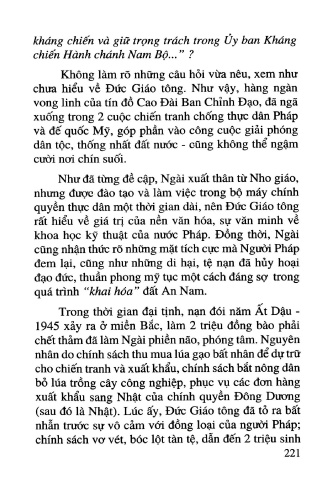 kháng chiến và giữ trọng trách trong Ủy ban Kháng
chiến Hành chánh Nam Bộ...” ?
Không làm rõ những câu hỏi vừa nêu, xem như
chưa hiểu về Đức Giáo tông. Như vậy, hàng ngàn
vong linh của tín đồ Cao Đài Ban Chỉnh Đạo, đã ngã
xuống trong 2 cuộc chiến tranh chống thực dân Pháp
và đế quốc Mỹ, góp phần vào công cuộc giải phóng
dân tộc, thống nhất đất nước - cũng không thể ngậm
cười nơi chín suối.
Như đã từng đề cập, Ngài xuất thân từ Nho giáo,
nhưng được đào tạo và làm việc trong bộ máy chính
quyền thực dân một thời gian dài, nên Đức Giáo tông
rất hiểu về giá trị của nền văn hóa, sự văn minh về
khoa học kỹ thuật của nước Pháp. Đồng thời, Ngài
cũng nhận thức rõ những mặt tích cực mà Người Pháp
đem lại, cũng như những di hại, tệ nạn đã hủy hoại
đạo đức, thuần phong mỹ tục một cách đáng sợ trong
quá trình “khai hóa” đất An Nam.
Trong thời gian đại tịnh, nạn đói năm Ất Dậu -
1945 xảy ra ở miền Bắc, làm 2 triệu đồng bào phải
chết thảm đã làm Ngài phiền não, phóng tâm. Nguyên
nhân do chính sách thu mua lúa gạo bất nhân để dự trữ
cho chiến tranh và xuất khẩu, chính sách bắt nông dân
bỏ lúa trồng cây công nghiệp, phục vụ các đơn hàng
xuất khẩu sang Nhật của chính quyền Đông Dương
(sau đó là Nhật). Lúc ấy, Đức Giáo tông đã tỏ ra bất
nhẫn trước sự vô cảm với đồng loại của người Pháp;
chính sách vơ vét, bóc lột tàn tệ, dẫn đến 2 triệu sinh
221